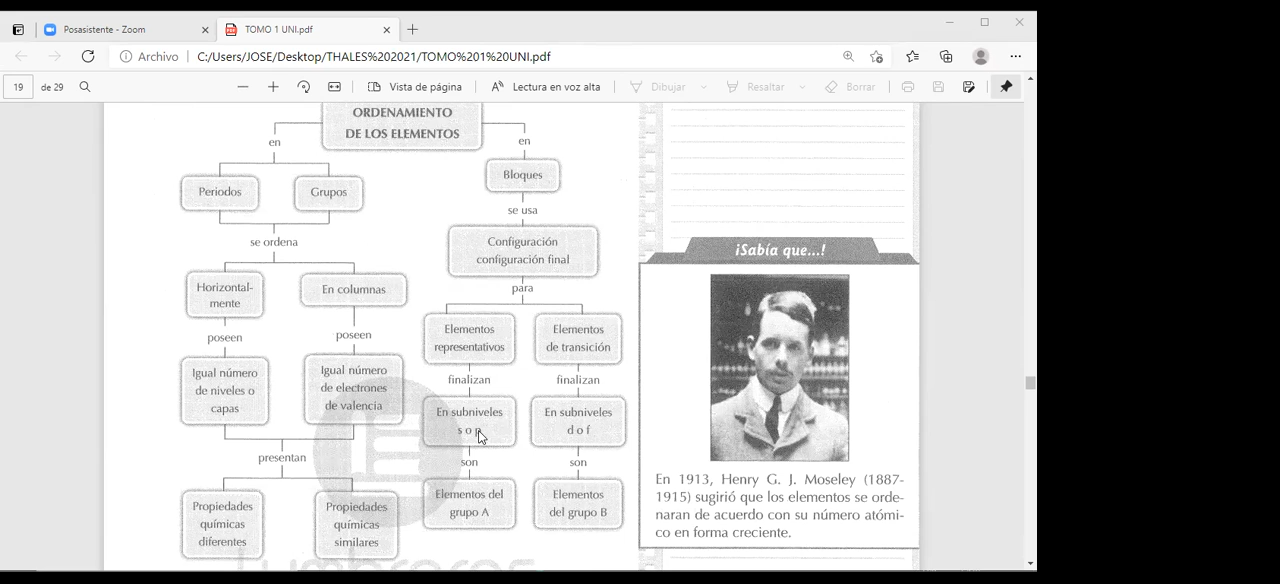 Posasistente - Zoom
TOMO 1 UNI.pdf
Archivo
C:/Users/JOSE/Desktop/THALES%202021/TOMO%201%20UNI.pdf
19
de 29
Vista de página
Lectura en voz alta
Dibujar
Resaltar
Borrar
ORDENAMIENTO
DE LOS ELEMENTOS
en
en
Periodos
Grupos
Bloques
se usa
se ordena
Configuración
configuración final
Horizontal-
mente
En columnas
para
poseen
poseen
Elementos
representativos
Elementos
de transición
Igual número
de niveles o
capas
Igual número
de electrones
de valencia
finalizan
finalizan
En subniveles
s o p
En subniveles
d o f
presentan
son
son
Propiedades
químicas
diferentes
Propiedades
químicas
similares
Elementos del
grupo A
Elementos
del grupo B
Lumbreras
¡Sabía que...!
En 1913, Henry G. J. Moseley (1887-
1915) sugirió que los elementos se orde-
naran de acuerdo con su número atómi-
co en forma creciente.